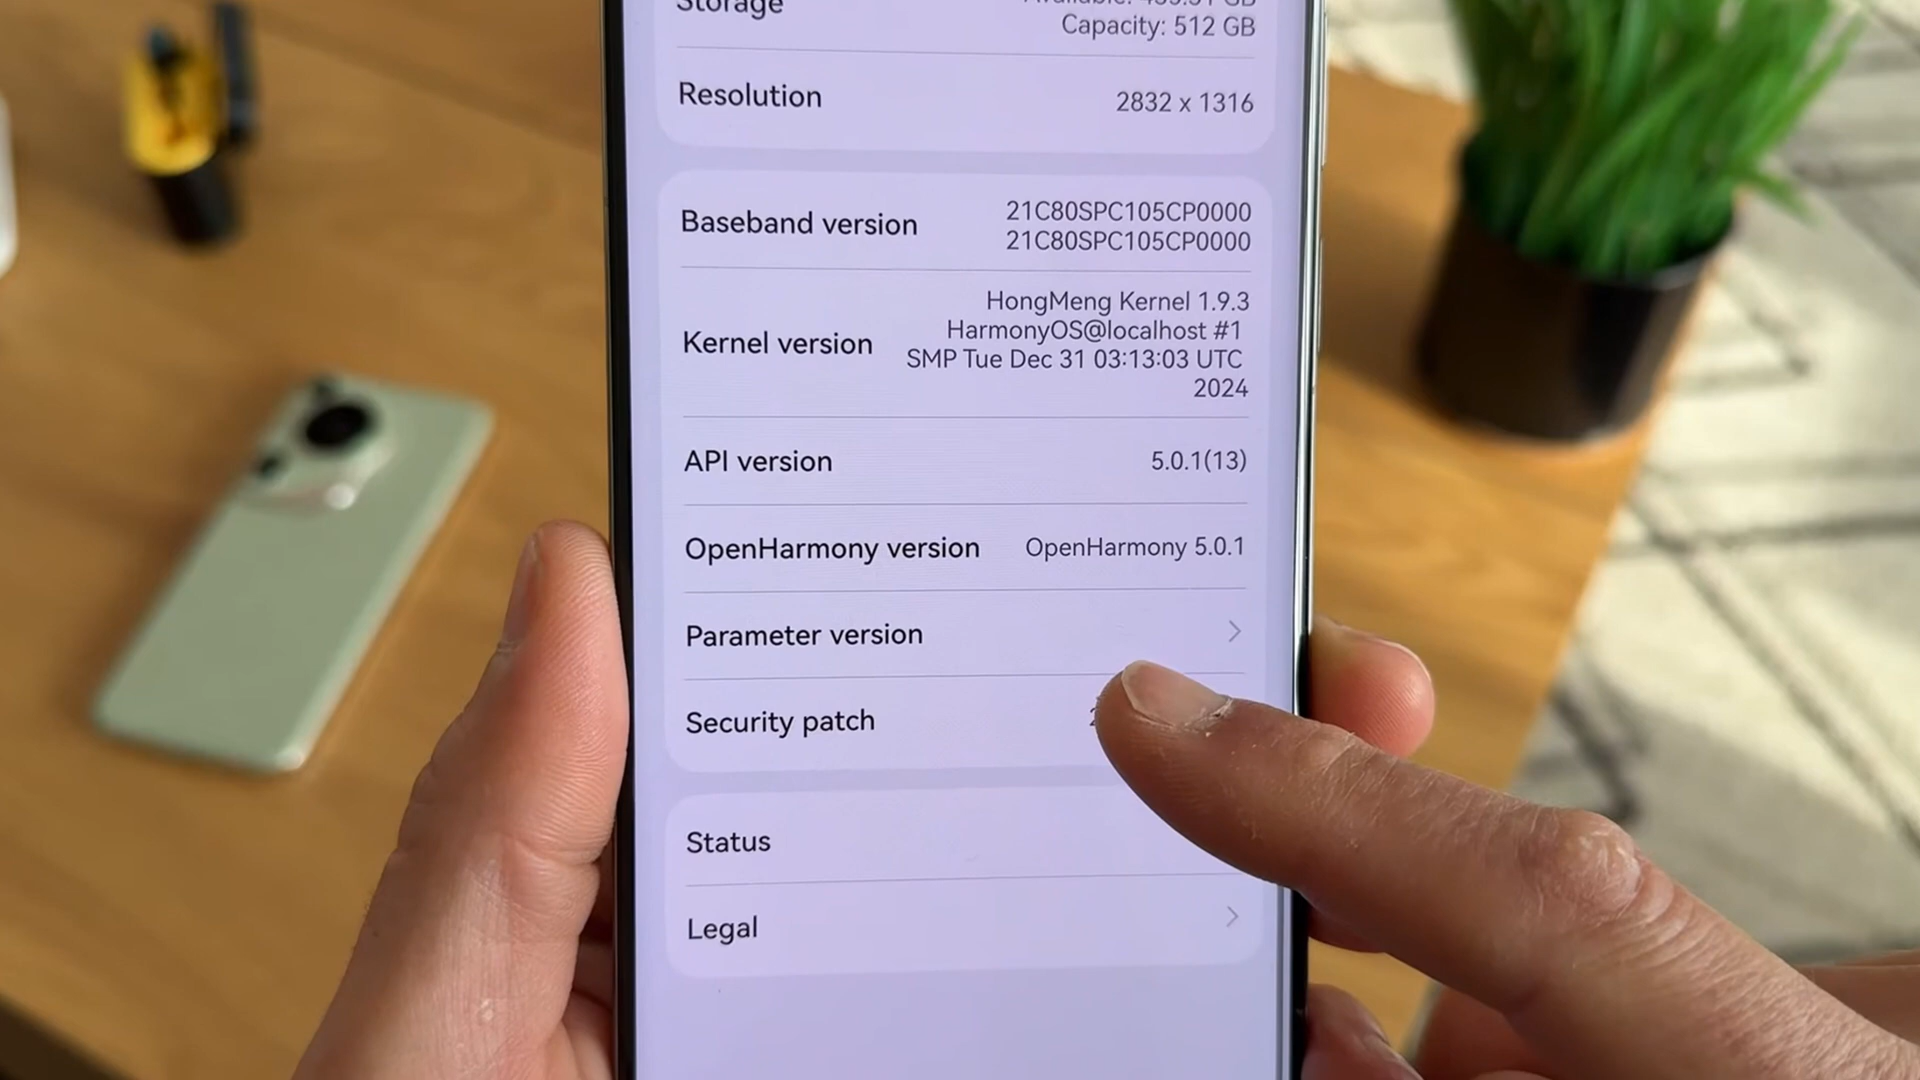 Storage
Capacity: 512 GB
Resolution
2832 x 1316
Baseband version
21C80SPC105CP0000
21C80SPC105CP0000
Kernel version
HongMeng Kernel 1.9.3
HarmonyOS@localhost #1
SMP Tue Dec 31 03:13:03 UTC
2024
API version
5.0.1(13)
OpenHarmony version
OpenHarmony 5.0.1
Parameter version
Security patch
Status
Legal